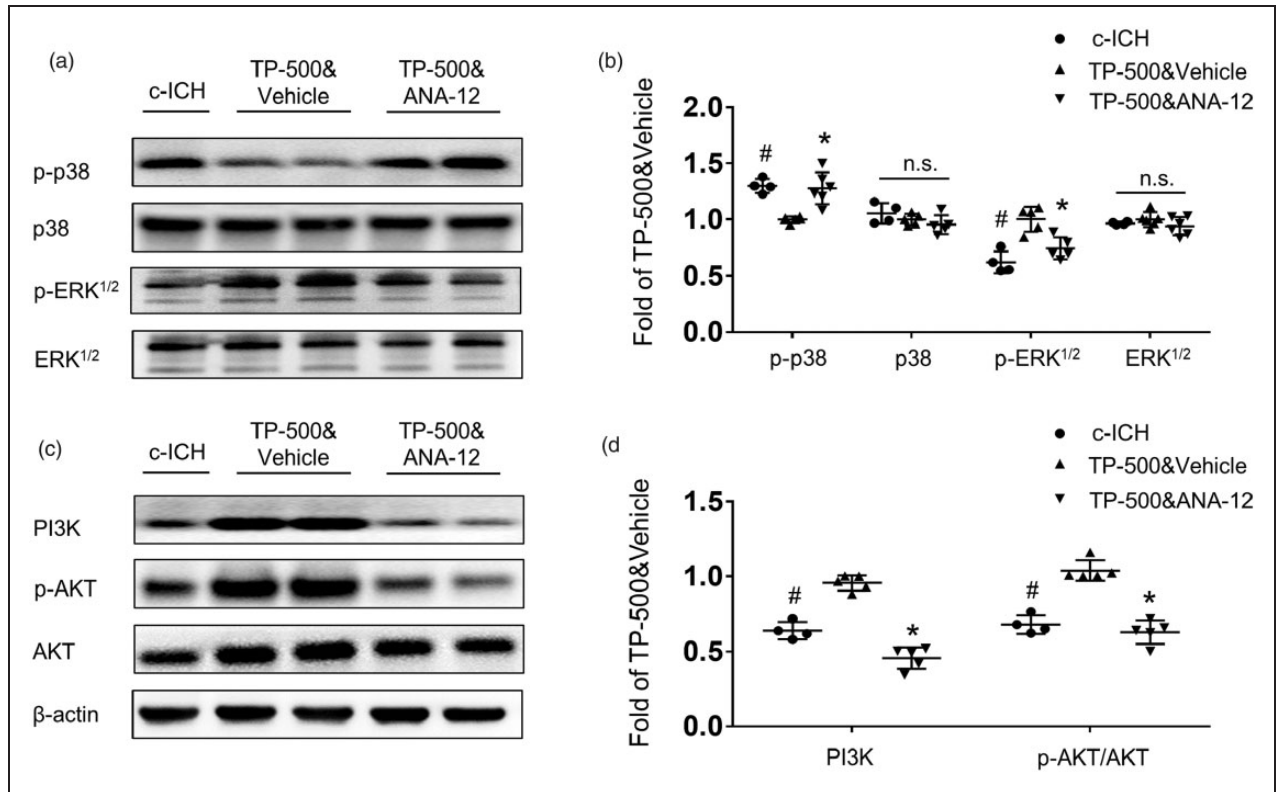 (a)
c-ICH
TP-500&
Vehicle
TP-500&
ANA-12
p-p38
p38
p-ERK1/2
ERK1/2
(b)
c-ICH
TP-500&Vehicle
TP-500&ANA-12
Fold of TP-500&Vehicle
2.0
1.5
1.0
0.5
0.0
#
*
n.s.
#
*
n.s.
p-p38
p38
p-ERK1/2
ERK1/2
(c)
c-ICH
TP-500&
Vehicle
TP-500&
ANA-12
PI3K
p-AKT
AKT
β-actin
(d
c-ICH
TP-500&Vehicle
TP-500&ANA-12
Fold of TP-500&Vehicle
1.5
1.0
0.5
0.0
#
*
#
*
PI3K
p-AKT/AKT